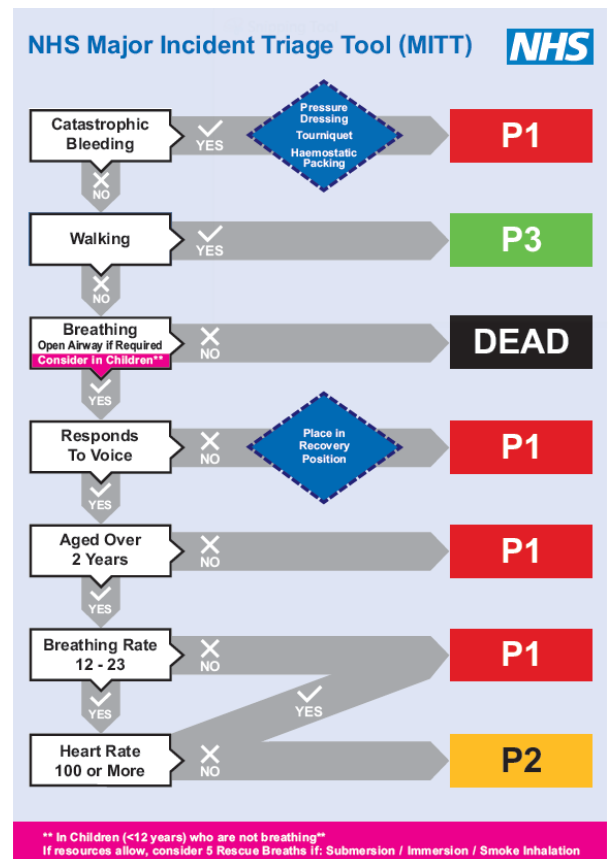 NHS Major Incident Triage Tool (MITT)
NHS
Catastrophic
Bleeding
YES
Pressure
Dressing
Tourniquet
Haemostatic
Packing
P1
NO
Walking
YES
P3
NO
Breathing
Open Airway if Required
Consider in Children**
NO
DEAD
YES
Responds
To Voice
NO
Place in
Recovery
Position
P1
YES
Aged Over
2 Years
NO
P1
YES
Breathing Rate
12 - 23
NO
P1
YES
YES
Heart Rate
100 or More
NO
P2
** In Children (<12 years) who are not breathing**
If resources allow, consider 5 Rescue Breaths if: Submersion / Immersion / Smoke Inhalation